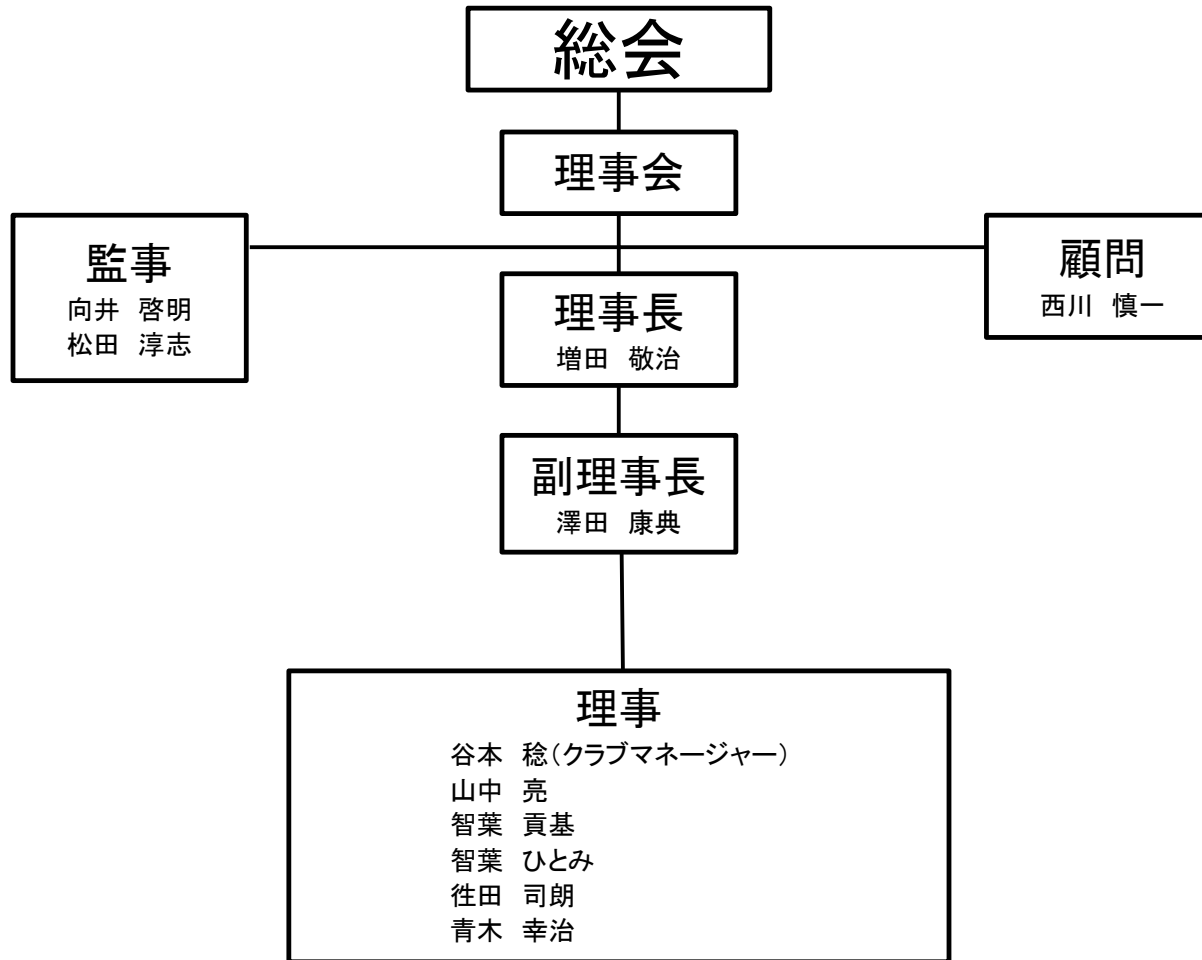 総会
理事会
監事
向井　啓明
松田　淳志
顧問
西川　慎一
理事長
増田　敬治
副理事長
澤田　康典
理事
谷本　稔（クラブマネージャー）
山中　亮
智葉　貢基
智葉　ひとみ
徃田　司朗
青木　幸治